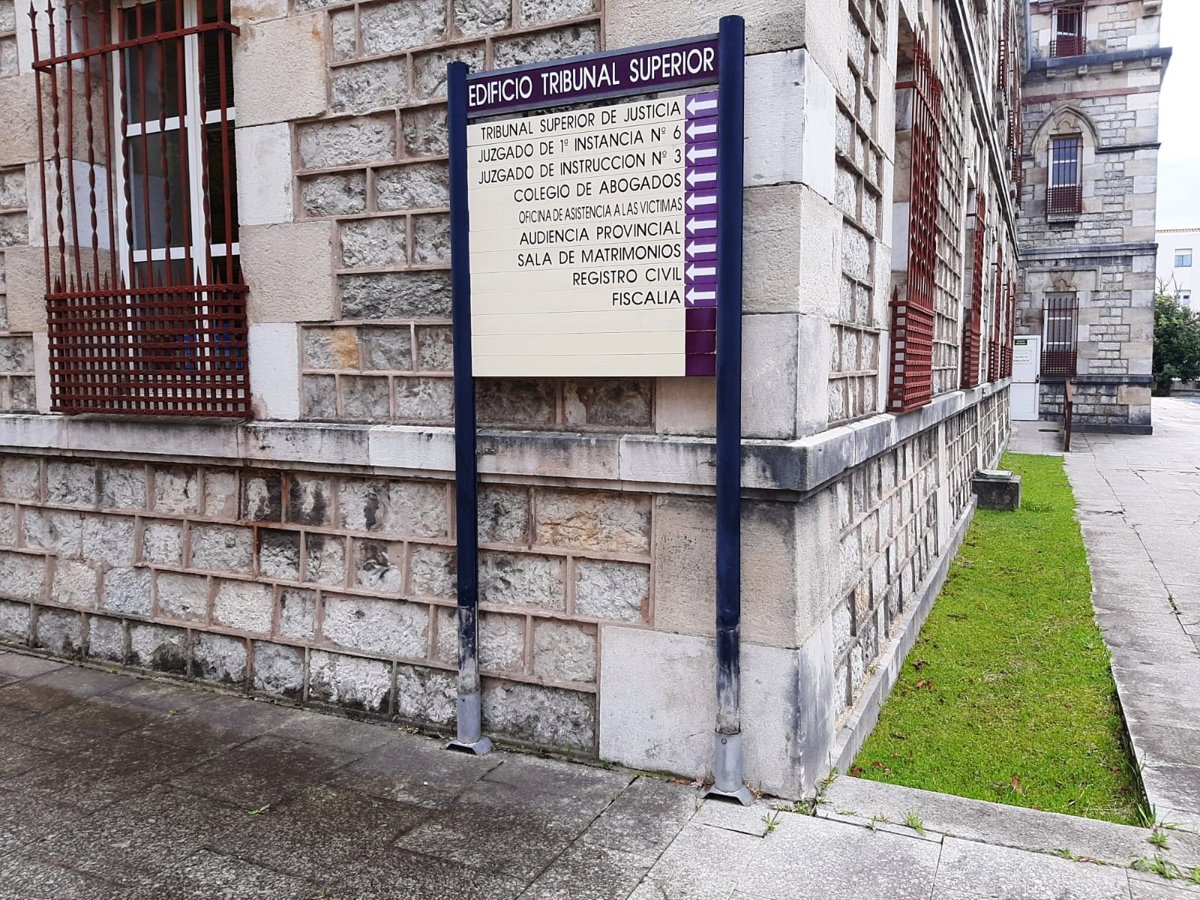 EDIFICIO TRIBUNAL SUPERIOR
TRIBUNAL SUPERIOR DE JUSTICIA
JUZGADO DE 1ª INSTANCIA Nº 6
JUZGADO DE INSTRUCCION Nº 3
COLEGIO DE ABOGADOS
OFICINA DE ASISTENCIA A LAS VICTIMAS
AUDIENCIA PROVINCIAL
SALA DE MATRIMONIOS
REGISTRO CIVIL
FISCALIA